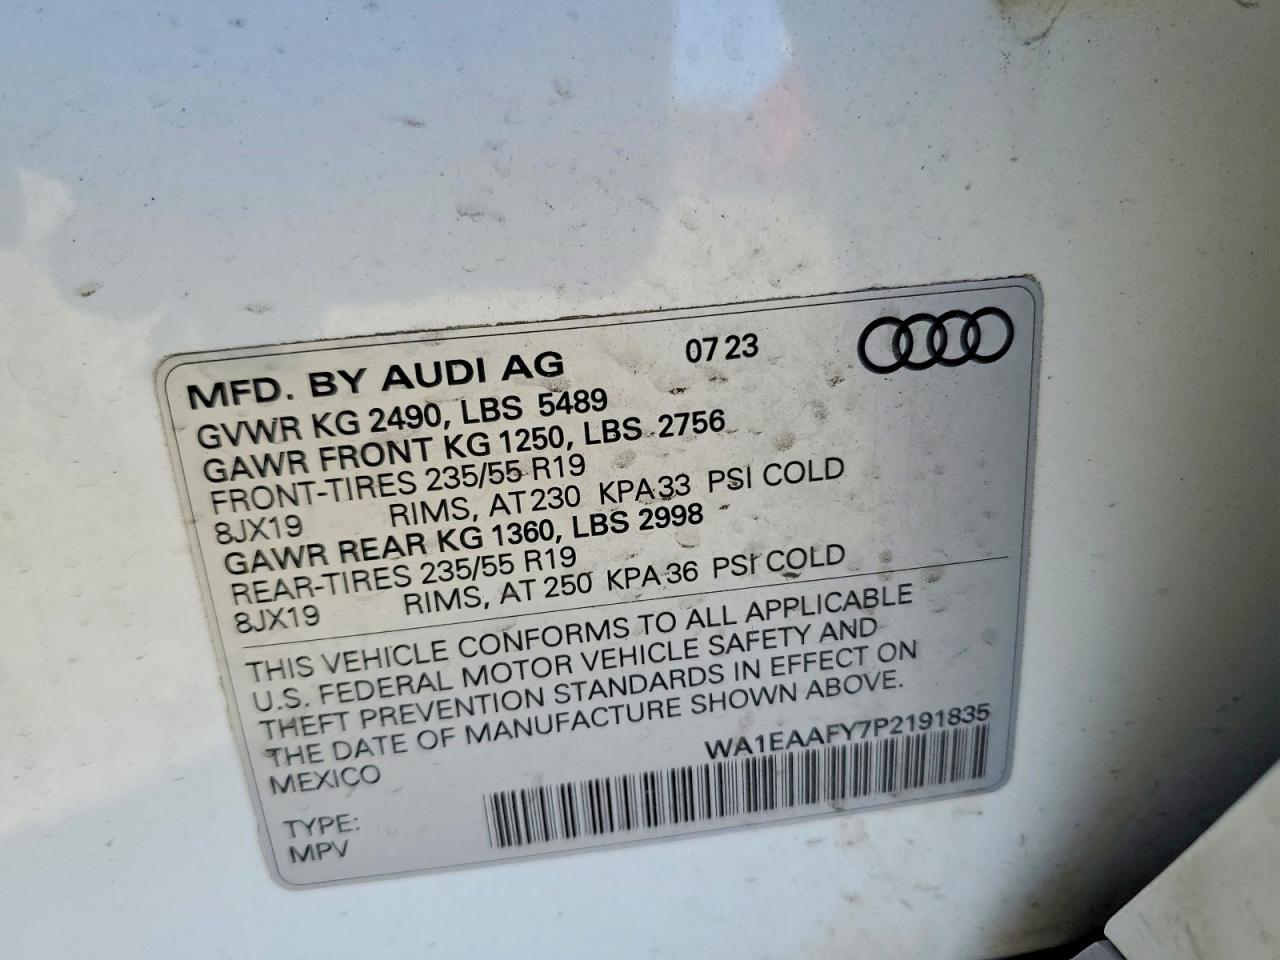 MFD. BY AUDI AG 07 23
GVWR KG 2490, LBS 5489
GAWR FRONT KG 1250, LBS 2756
FRONT-TIRES 235/55 R19
8JX19 RIMS, AT 230 KPA 33 PSI COLD
GAWR REAR KG 1360, LBS 2998
REAR-TIRES 235/55 R19
8JX19 RIMS, AT 250 KPA 36 PSI COLD
THIS VEHICLE CONFORMS TO ALL APPLICABLE
U.S. FEDERAL MOTOR VEHICLE SAFETY AND
THEFT PREVENTION STANDARDS IN EFFECT ON
THE DATE OF MANUFACTURE SHOWN ABOVE.
MEXICO WA1EAAFY7P2191835
TYPE:
MPV